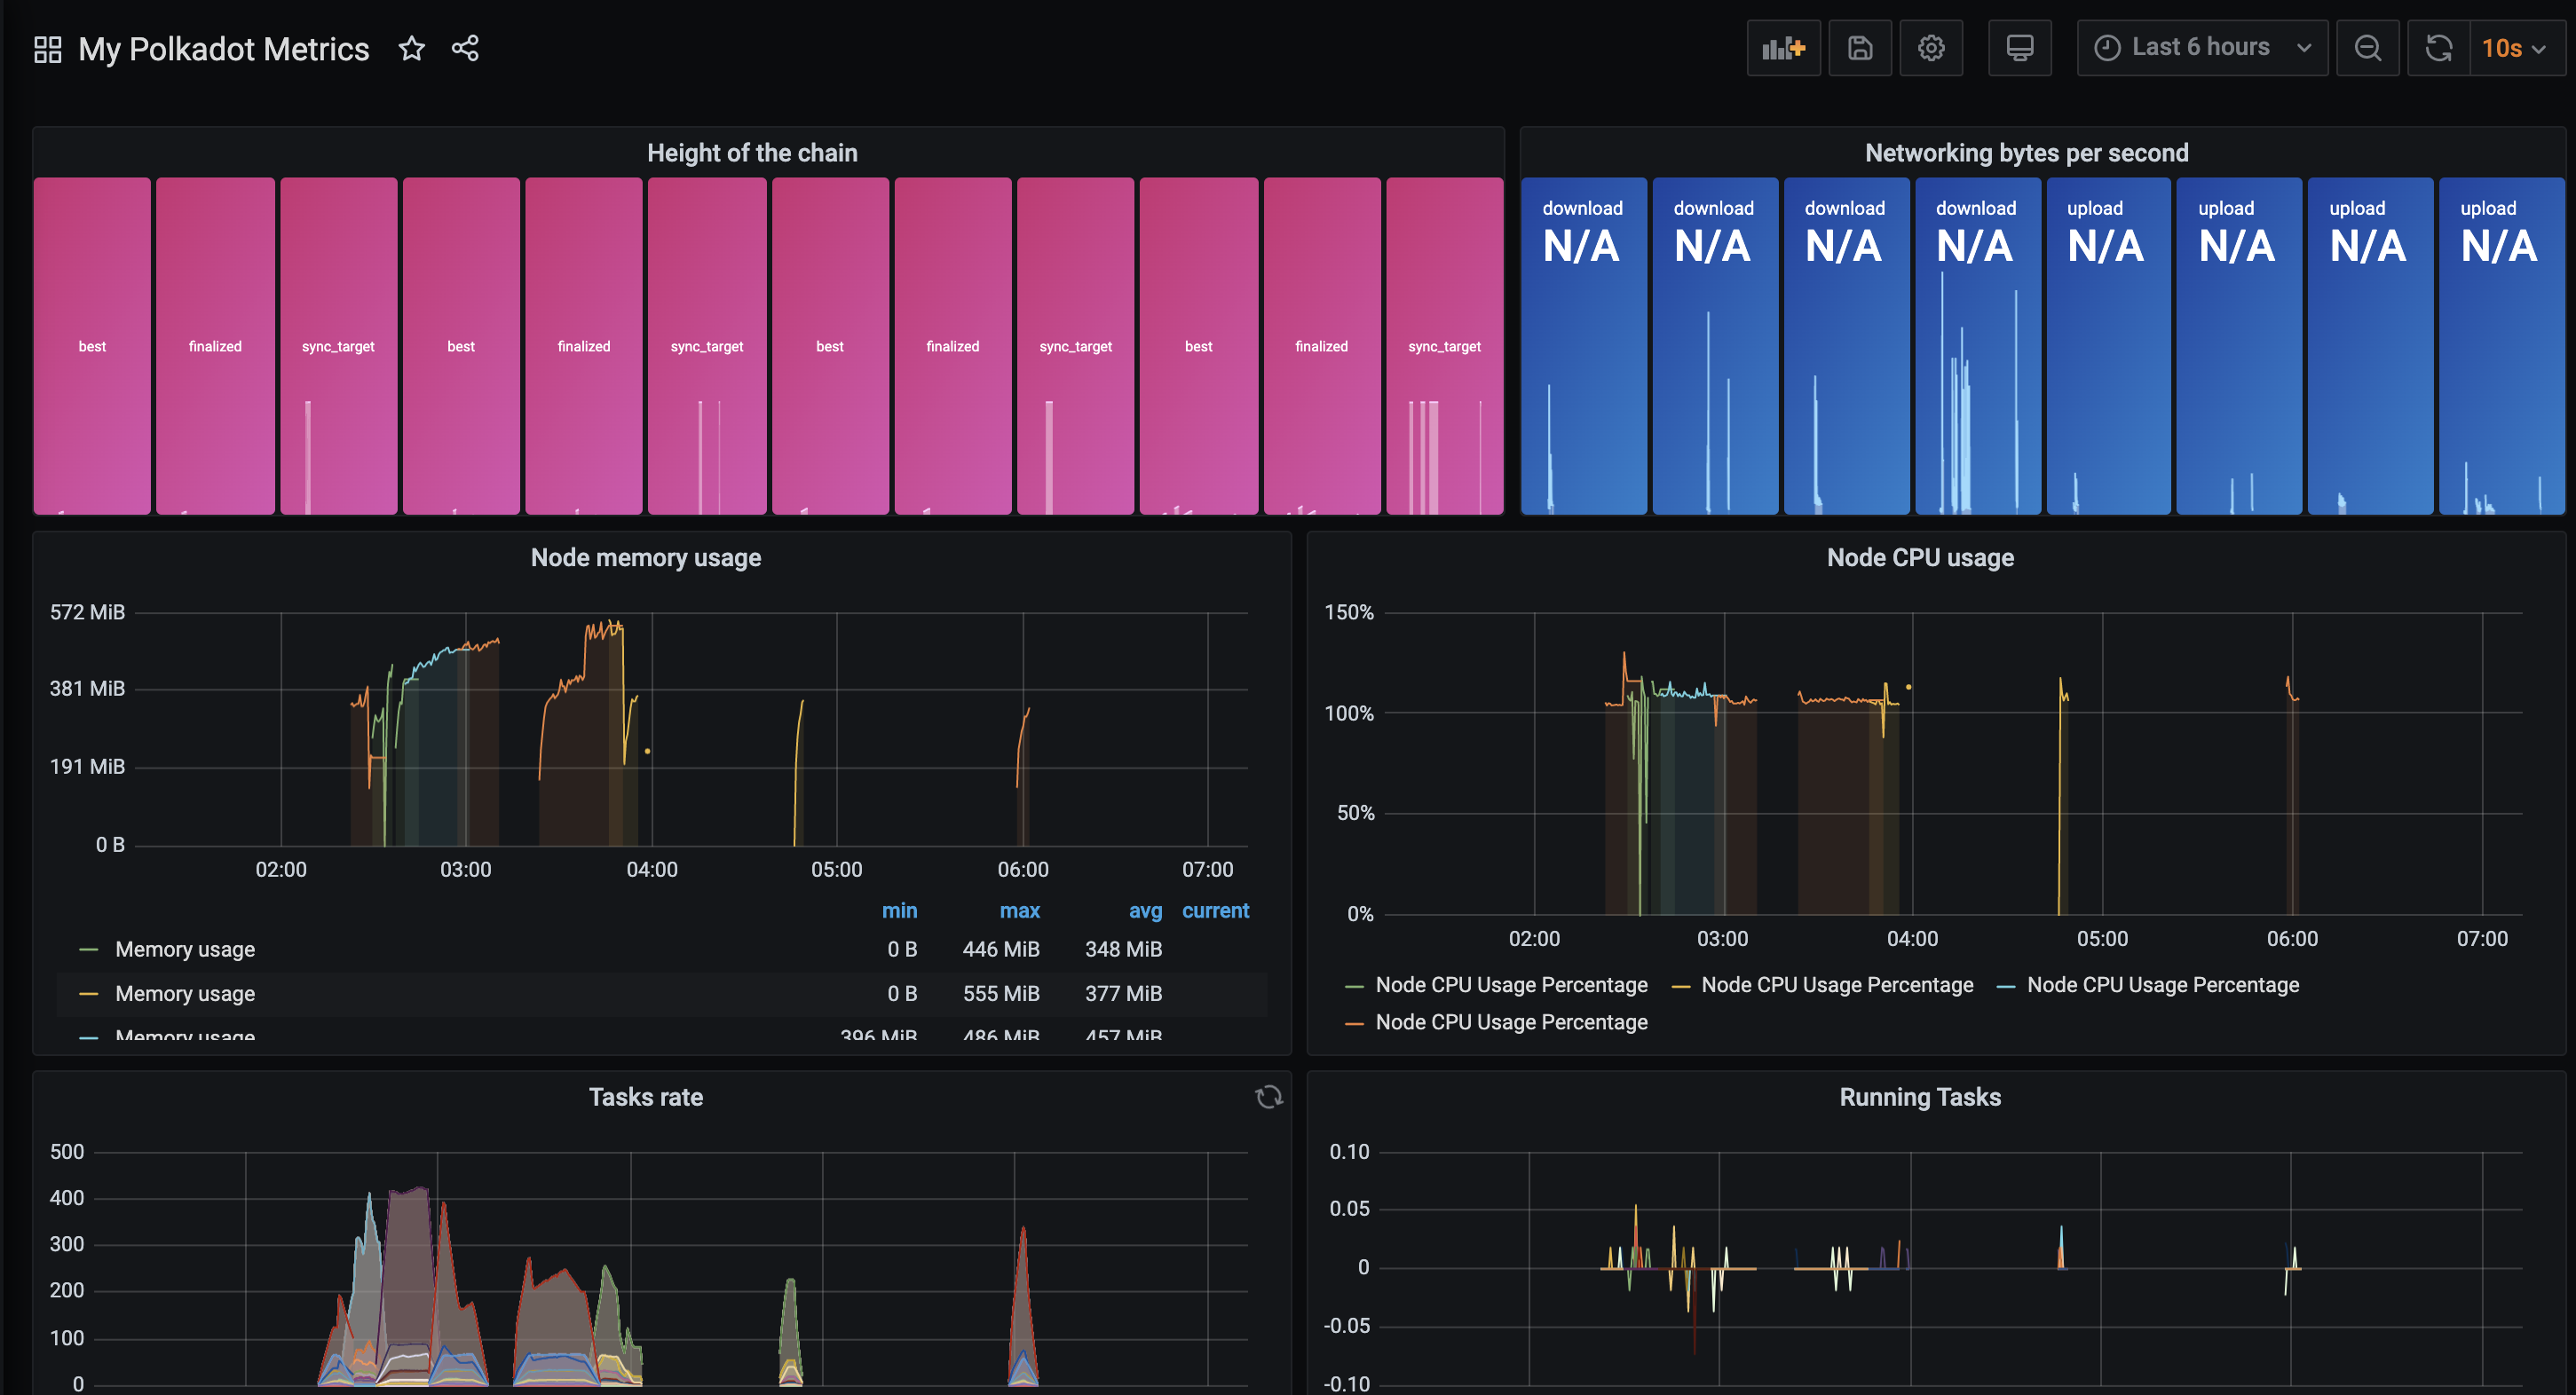 My Polkadot Metrics
Last 6 hours
10s
Height of the chain
best
finalized
sync_target
best
finalized
sync_target
best
finalized
sync_target
best
finalized
sync_target
Networking bytes per second
download
N/A
download
N/A
download
N/A
download
N/A
upload
N/A
upload
N/A
upload
N/A
upload
N/A
Node memory usage
572 MiB
381 MiB
191 MiB
0 B
02:00 03:00 04:00 05:00 06:00 07:00
min max avg current
Memory usage 0 B 446 MiB 348 MiB
Memory usage 0 B 555 MiB 377 MiB
Memory usage 396 MiB 486 MiB 457 MiB
Node CPU usage
150%
100%
50%
0%
02:00 03:00 04:00 05:00 06:00 07:00
Node CPU Usage Percentage Node CPU Usage Percentage Node CPU Usage Percentage
Node CPU Usage Percentage
Tasks rate
500
400
300
200
100
0
Running Tasks
0.10
0.05
0
-0.05
-0.10